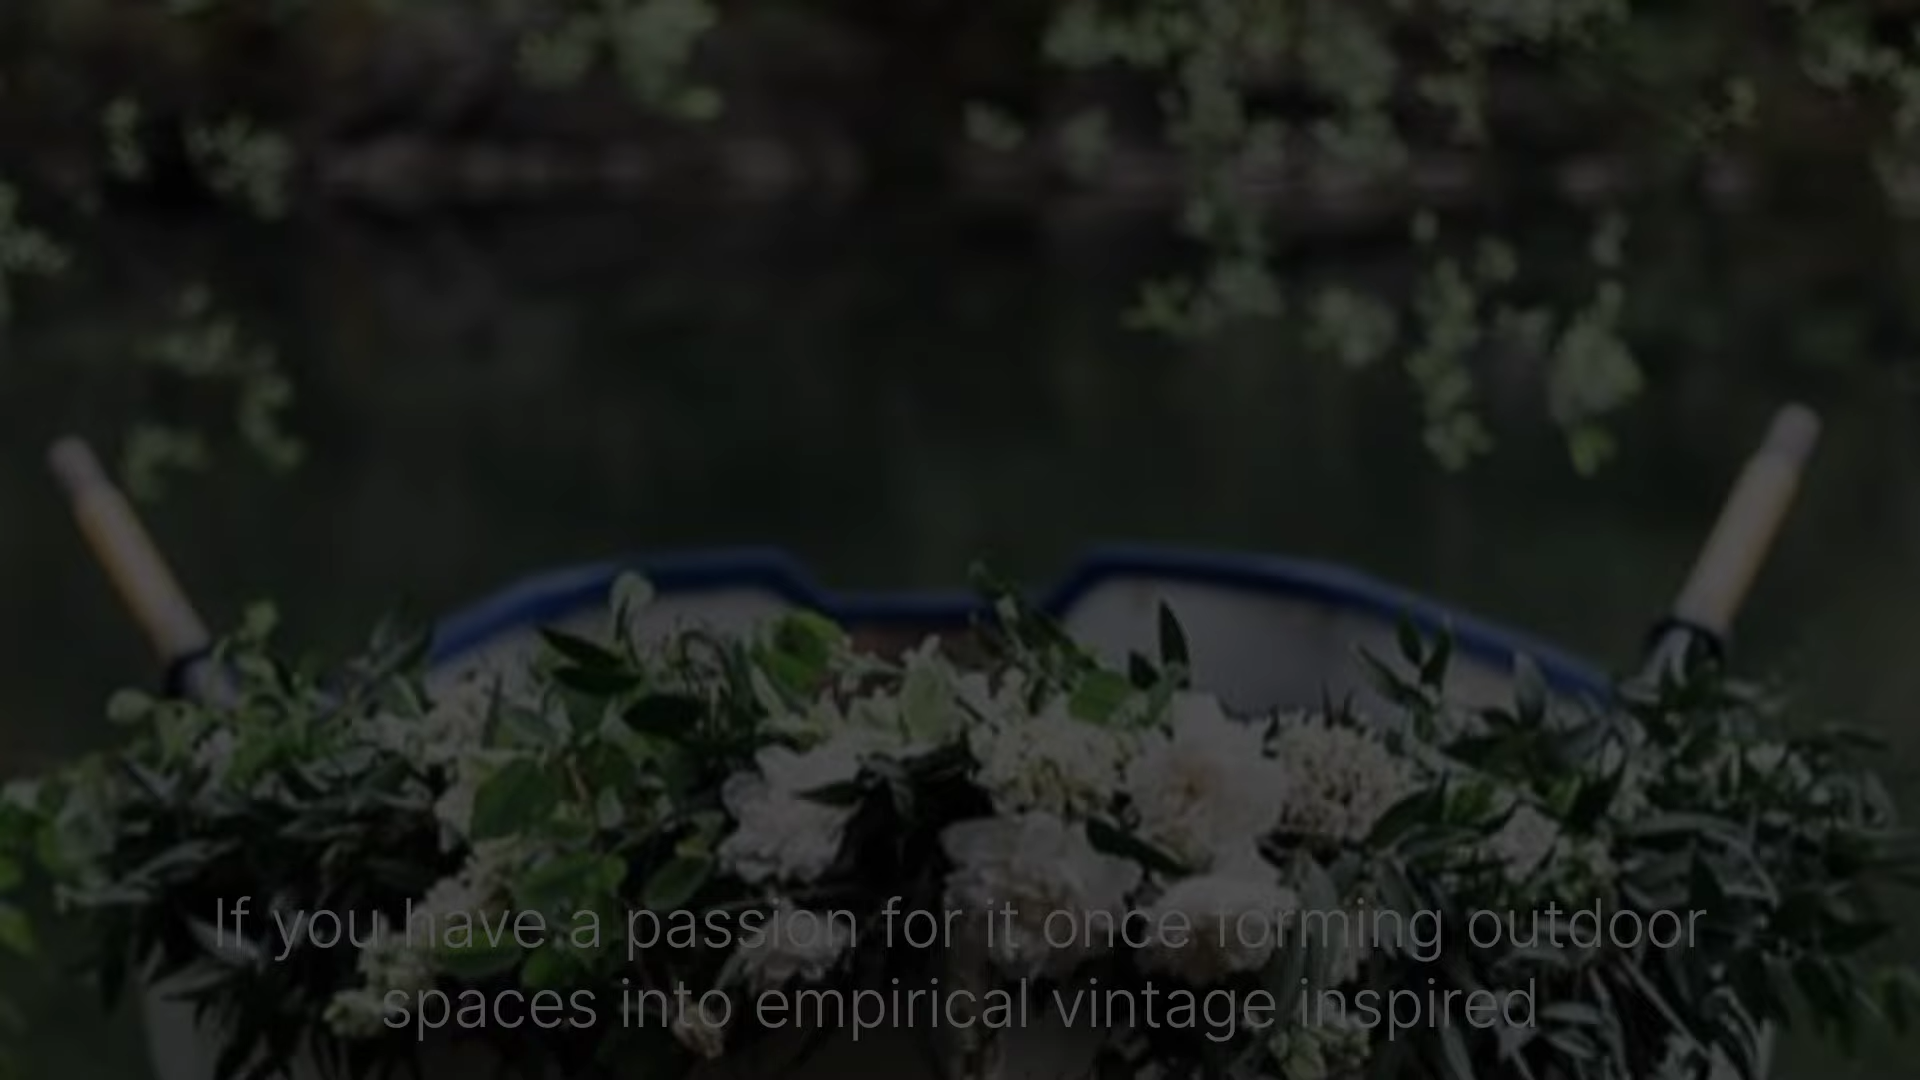 If you have a passion for it once forming outdoor
spaces into empirical vintage inspired